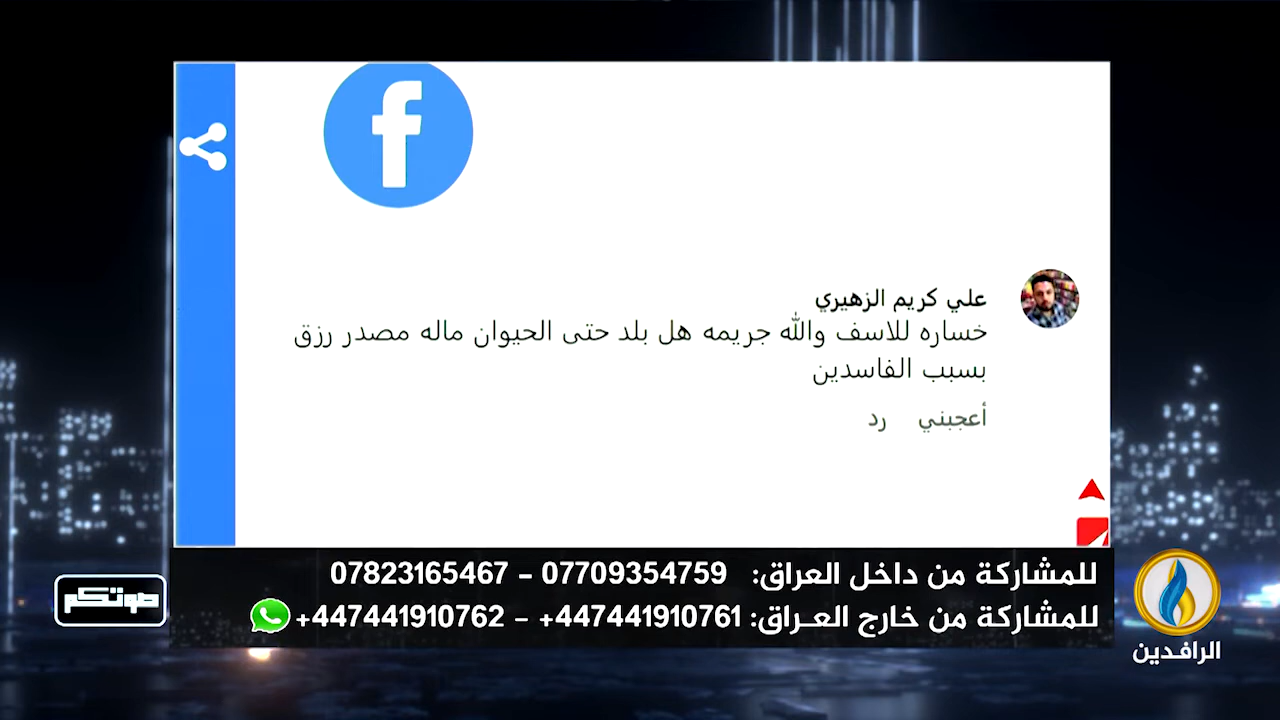 f
علي كريم الزهيري
خساره للاسف والله جريمه هل بلد حتى الحيوان ماله مصدر رزق
بسبب الفاسدين
أعجبني رد
للمشاركة من داخل العراق: 07709354759 - 07823165467
للمشاركة من خارج العـراق: 447441910761+ - 447441910762+
صوتكم
الرافدين